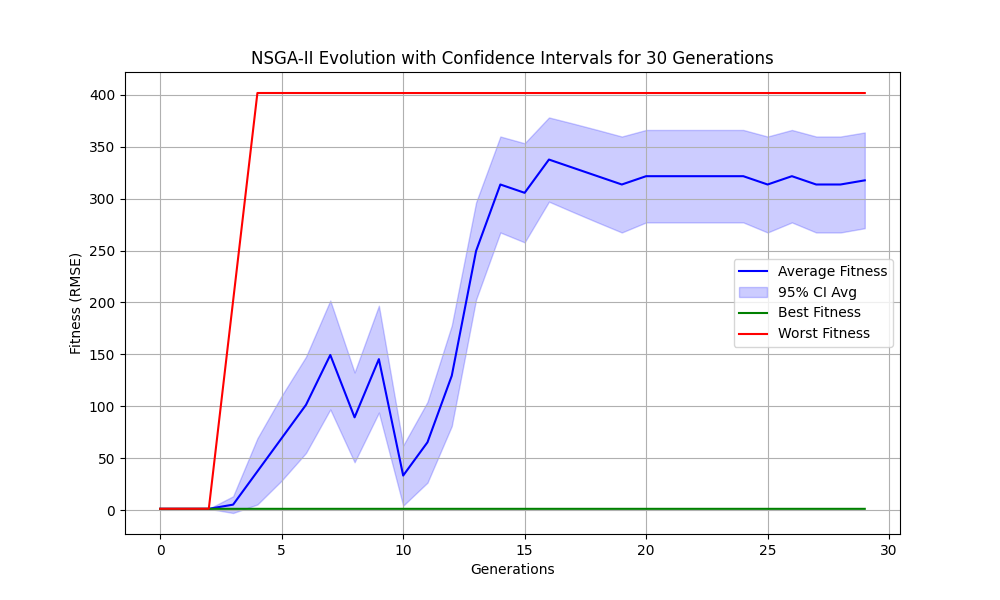 NSGA-II Evolution with Confidence Intervals for 30 Generations
Fitness (RMSE)
400
350
300
250
200
150
100
50
0
Average Fitness
95% CI Avg
Best Fitness
Worst Fitness
0 5 10 15 20 25 30
Generations